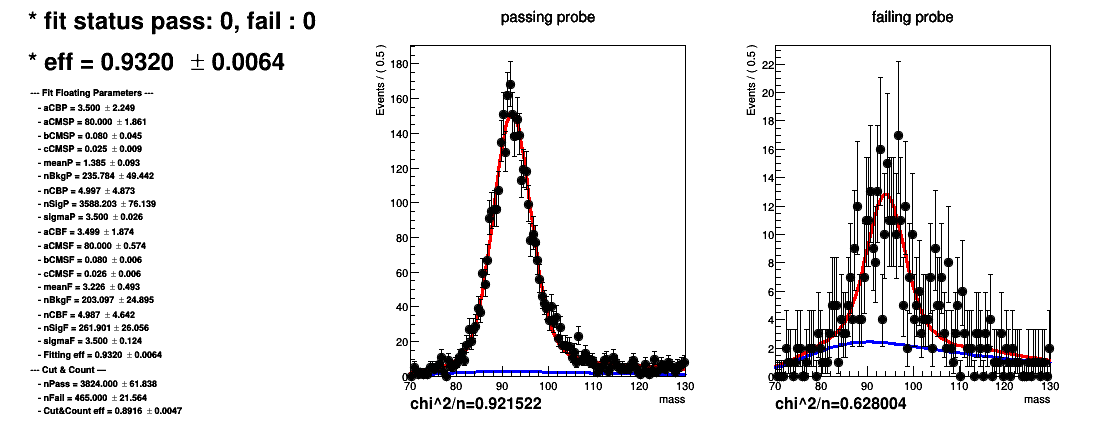 * fit status pass: 0, fail : 0
* eff = 0.9320 ± 0.0064
--- Fit Floating Parameters ---
- aCBP = 3.500 ± 2.249
- aCMSP = 80.000 ± 1.861
- bCMSP = 0.080 ± 0.045
- cCMSP = 0.025 ± 0.009
- meanP = 1.385 ± 0.093
- nBkgP = 235.784 ± 49.442
- nCBP = 4.997 ± 4.873
- nSigP = 3588.203 ± 76.139
- sigmaP = 3.500 ± 0.026
- aCBF = 3.499 ± 1.874
- aCMSF = 80.000 ± 0.574
- bCMSF = 0.080 ± 0.006
- cCMSF = 0.026 ± 0.006
- meanF = 3.226 ± 0.493
- nBkgF = 203.097 ± 24.895
- nCBF = 4.987 ± 4.642
- nSigF = 261.901 ± 26.056
- sigmaF = 3.500 ± 0.124
- Fitting eff = 0.9320 ± 0.0064
--- Cut & Count ---
- nPass = 3824.000 ± 61.838
- nFail = 465.000 ± 21.564
- Cut&Count eff = 0.8916 ± 0.0047
passing probe
Events / ( 0.5 )
180
160
140
120
100
80
60
40
20
0
70 80 90 100 110 120 130
mass
chi^2/n=0.921522
failing probe
Events / ( 0.5 )
22
20
18
16
14
12
10
8
6
4
2
0
70 80 90 100 110 120 130
mass
chi^2/n=0.628004